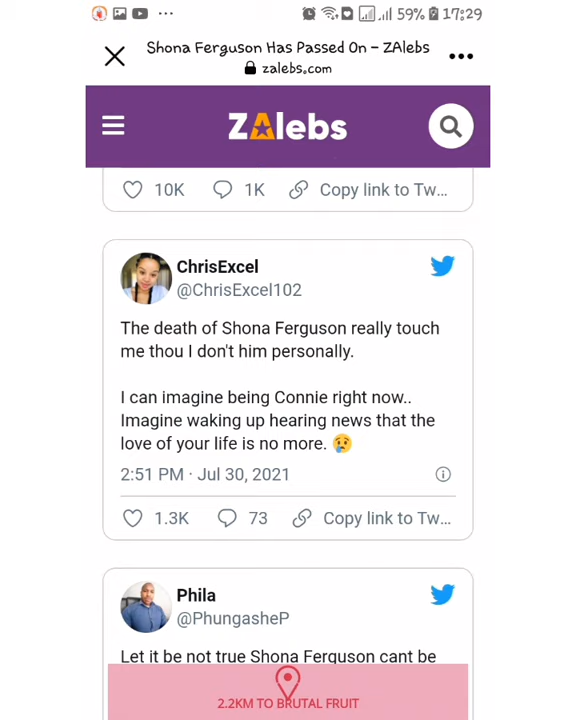 59% 17:29
Shona Ferguson Has Passed On – ZAlebs
zalebs.com
ZAlebs
10K 1K Copy link to Tw...
ChrisExcel
@ChrisExcel102
The death of Shona Ferguson really touch
me thou I don't him personally.
I can imagine being Connie right now..
Imagine waking up hearing news that the
love of your life is no more. 😢
2:51 PM · Jul 30, 2021
1.3K 73 Copy link to Tw...
Phila
@PhungasheP
Let it be not true Shona Ferguson cant be
2.2KM TO BRUTAL FRUIT